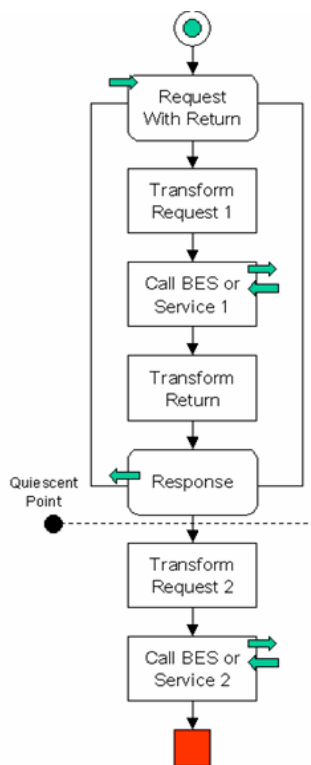 Request
With Return
Transform
Request 1
Call BES or
Service 1
Transform
Return
Response
Quiescent
Point
Transform
Request 2
Call BES or
Service 2